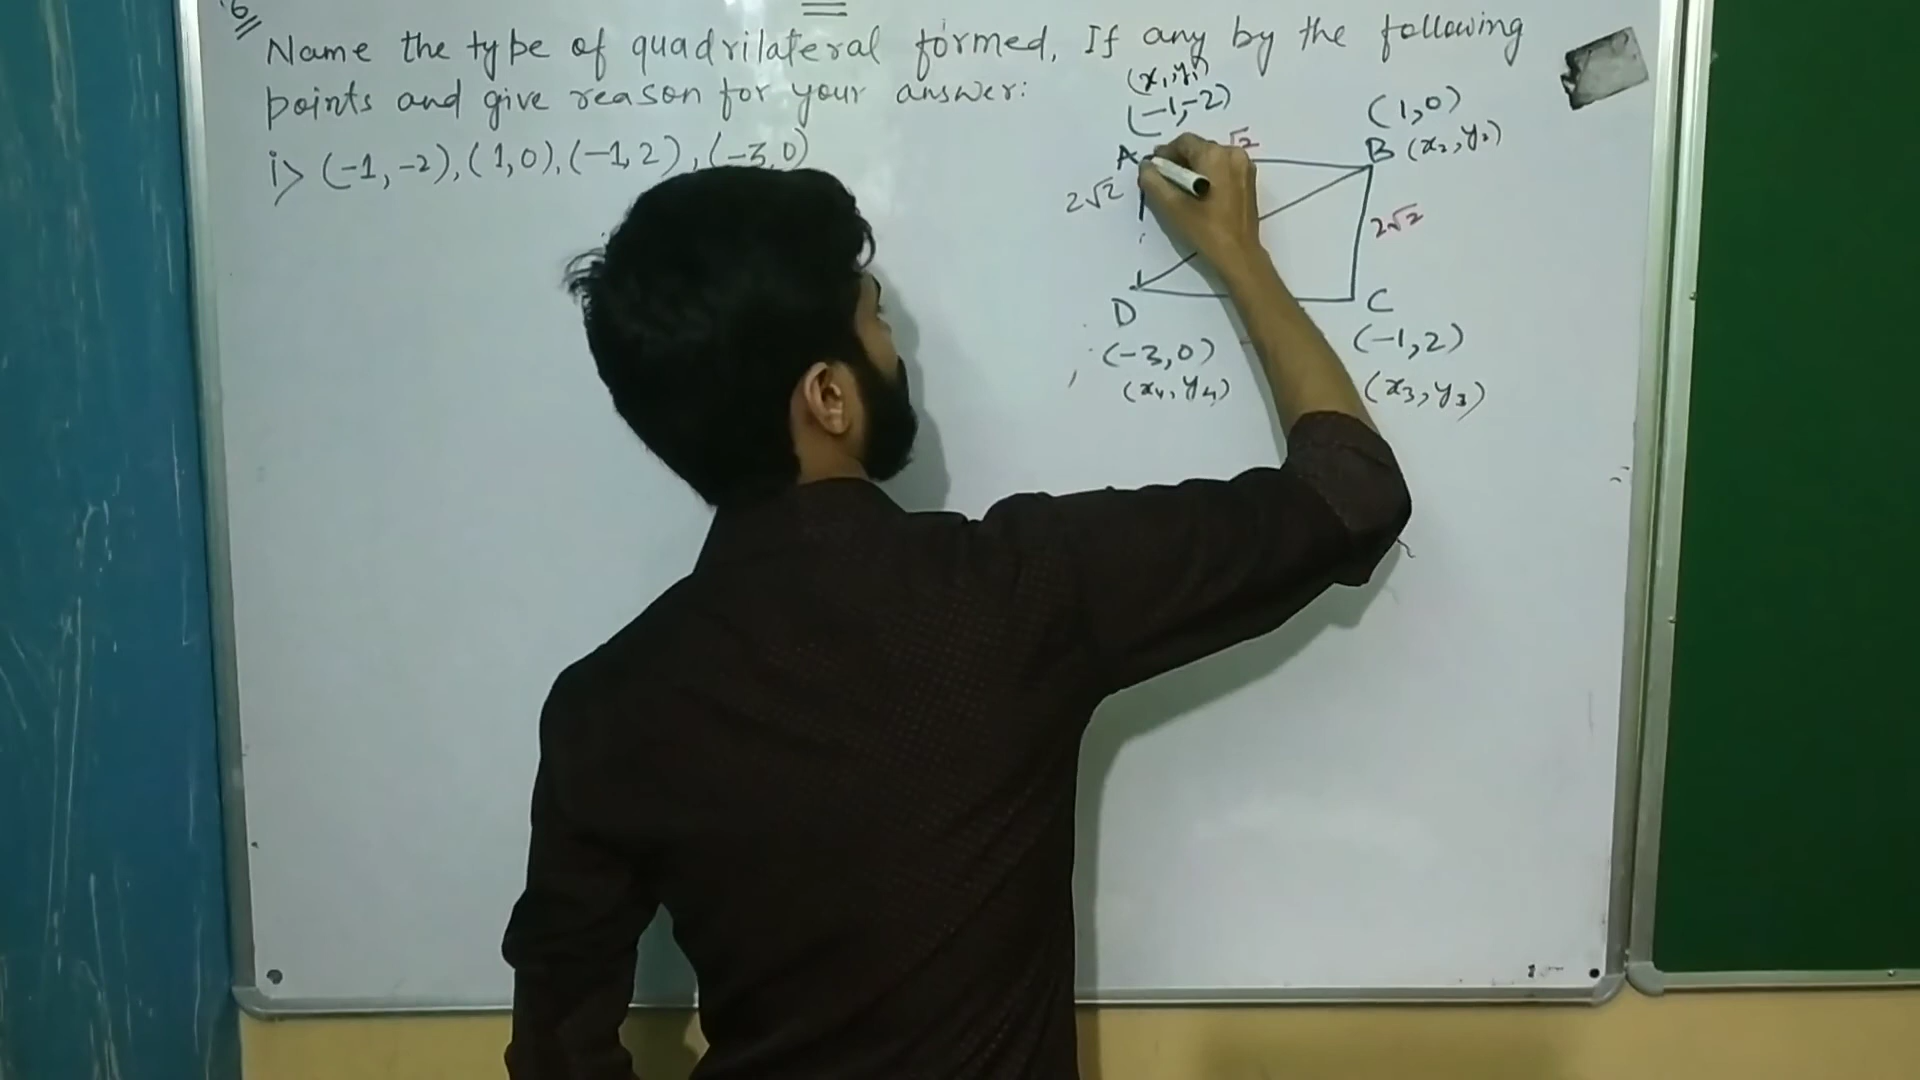 6
Name the type of quadrilateral formed, If any by the following
points and give reason for your answer:
i> (-1, -2), (1, 0), (-1, 2), (-3, 0)
(x₁, y₁)
(-1, -2)
(1, 0)
A
√2
B (x₂, y₂)
2√2
2√2
D
C
(-3, 0)
(-1, 2)
(x₄, y₄)
(x₃, y₃)